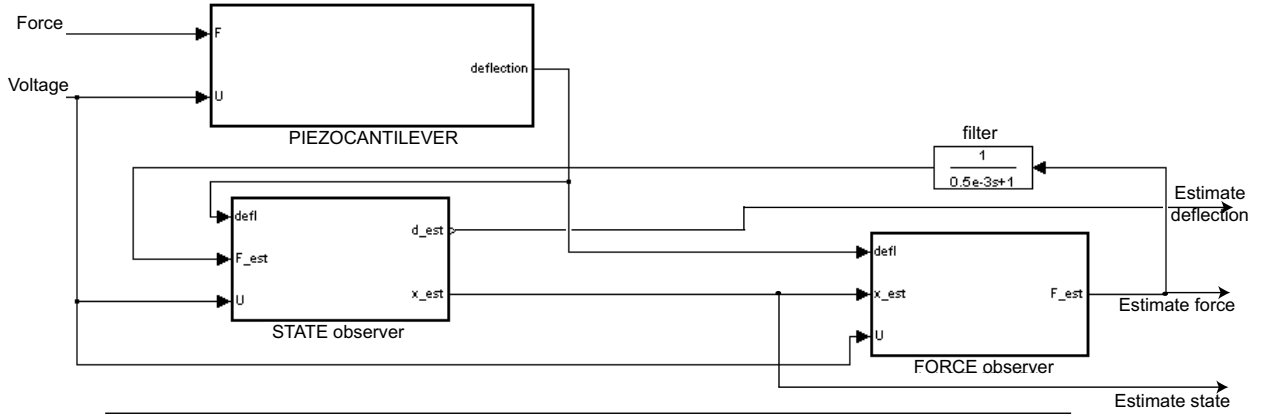 Force
F
Voltage
U
deflection
PIEZOCANTILEVER
filter
1
0.5e-3s+1
Estimate
deflection
defl
d_est
F_est
x_est
U
STATE observer
defl
x_est
F_est
U
Estimate force
FORCE observer
Estimate state